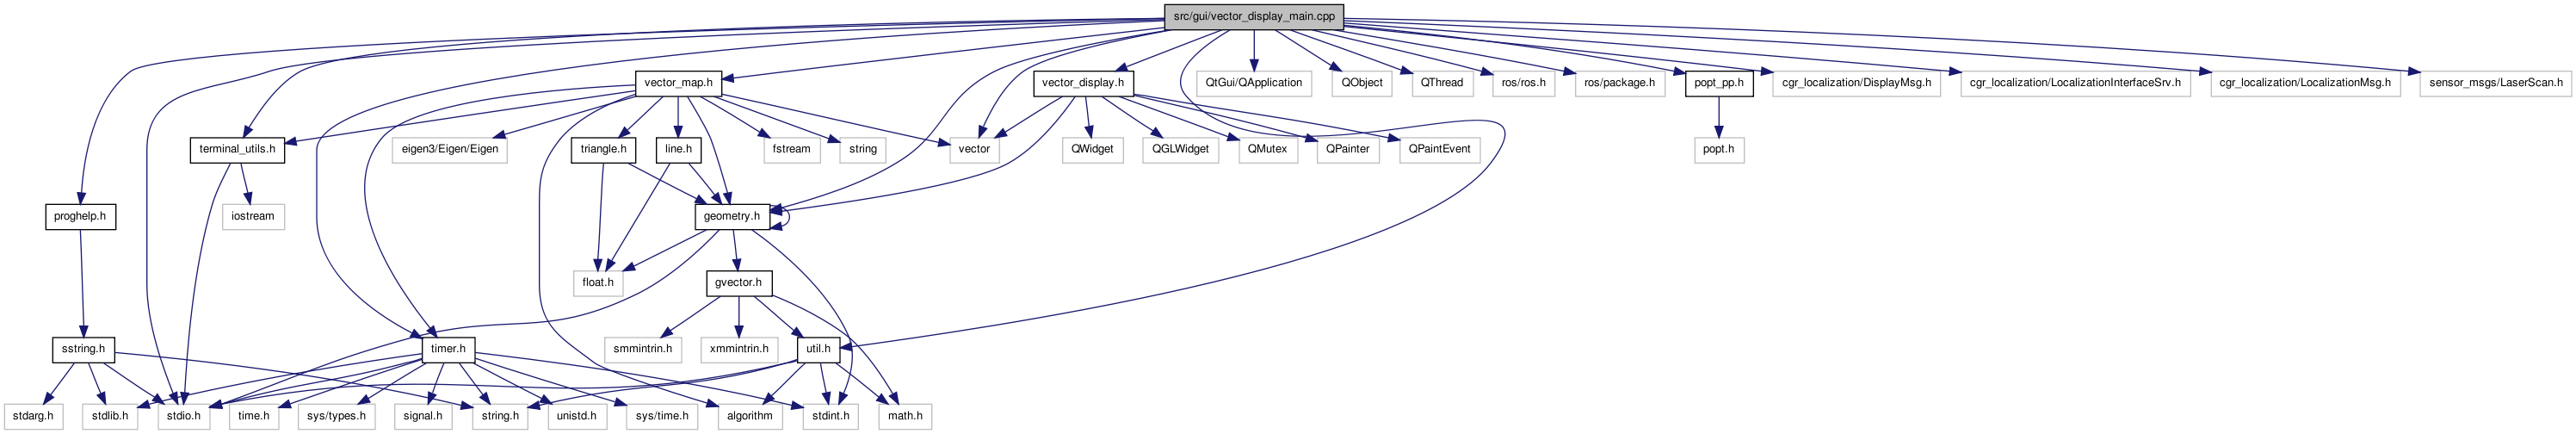 src/gui/vector_display_main.cpp
vector_map.h
vector_display.h
QtGui/QApplication
QObject
QThread
ros/ros.h
ros/package.h
popt_pp.h
cgr_localization/DisplayMsg.h
cgr_localization/LocalizationInterfaceSrv.h
cgr_localization/LocalizationMsg.h
sensor_msgs/LaserScan.h
terminal_utils.h
eigen3/Eigen/Eigen
triangle.h
line.h
fstream
string
vector
QWidget
QGLWidget
QMutex
QPainter
QPaintEvent
popt.h
proghelp.h
iostream
geometry.h
float.h
gvector.h
sstring.h
timer.h
smmintrin.h
xmmintrin.h
util.h
stdarg.h
stdlib.h
stdio.h
time.h
sys/types.h
signal.h
string.h
unistd.h
sys/time.h
algorithm
stdint.h
math.h